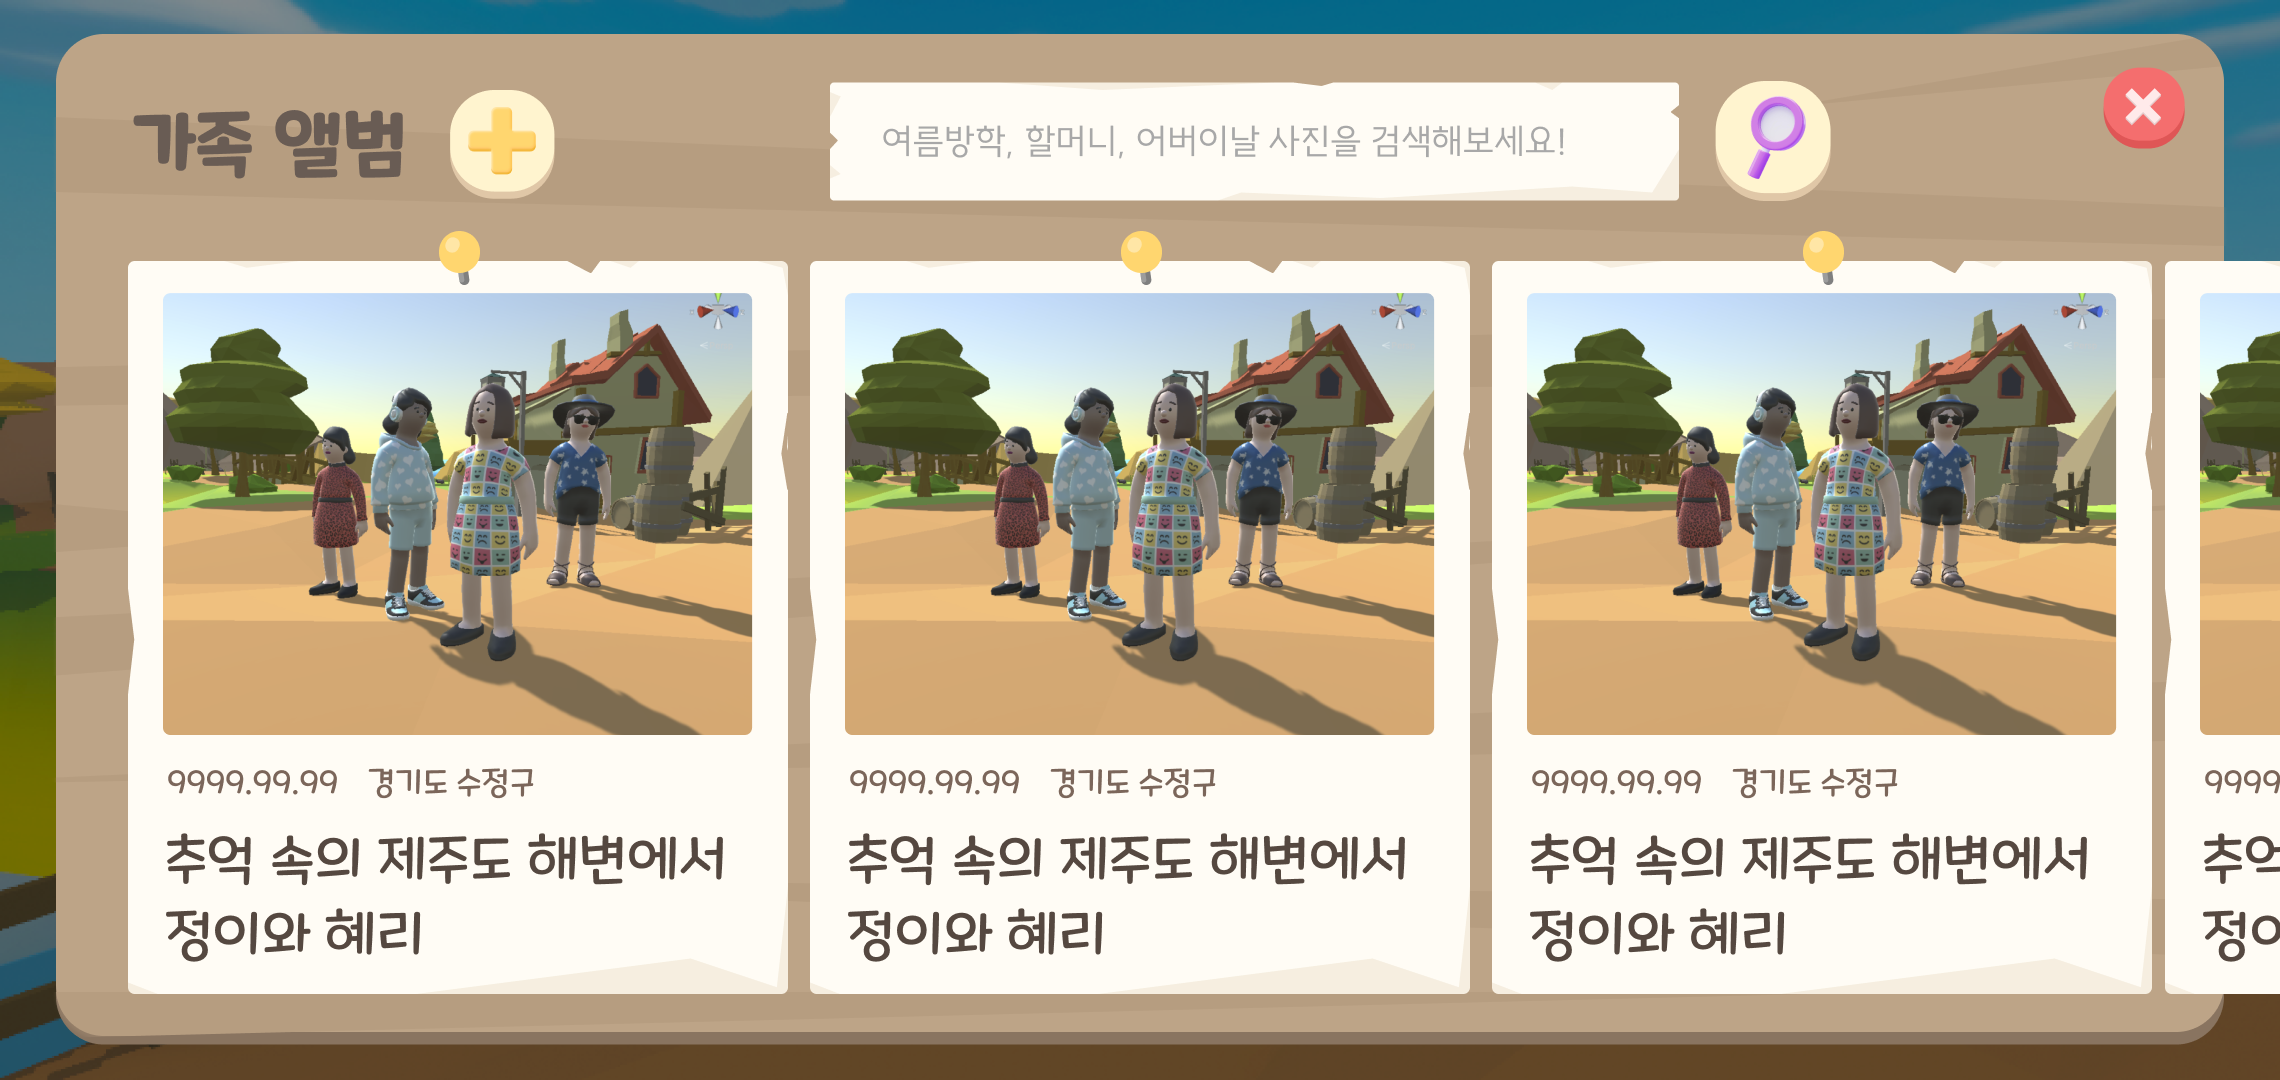 가족 앨범
여름방학, 할머니, 어버이날 사진을 검색해보세요!
9999.99.99 경기도 수정구
추억 속의 제주도 해변에서
정이와 혜리
9999.99.99 경기도 수정구
추억 속의 제주도 해변에서
정이와 혜리
9999.99.99 경기도 수정구
추억 속의 제주도 해변에서
정이와 혜리
9999
추억
정이